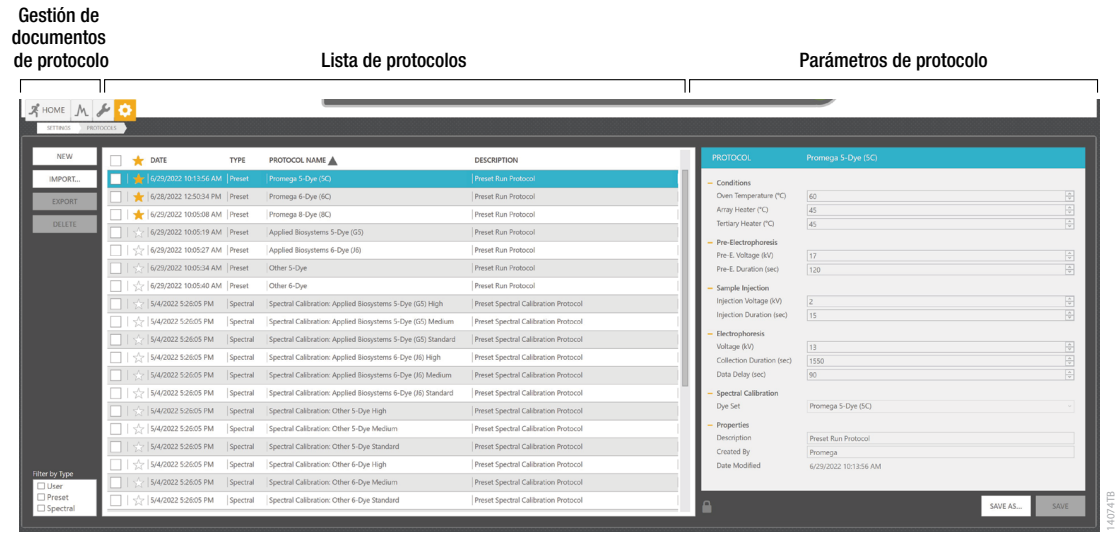 Gestión de
documentos
de protocolo
Lista de protocolos
Parámetros de protocolo
HOME
SETTINGS PROTOCOLS
NEW
IMPORT...
EXPORT
DELETE
DATE TYPE PROTOCOL NAME DESCRIPTION
6/29/2022 10:13:56 AM Preset Promega 5-Dye (5C) Preset Run Protocol
6/28/2022 12:50:34 PM Preset Promega 6-Dye (6C) Preset Run Protocol
6/29/2022 10:05:08 AM Preset Promega 8-Dye (8C) Preset Run Protocol
6/29/2022 10:05:19 AM Preset Applied Biosystems 5-Dye (G5) Preset Run Protocol
6/29/2022 10:05:27 AM Preset Applied Biosystems 6-Dye (J6) Preset Run Protocol
6/29/2022 10:05:34 AM Preset Other 5-Dye Preset Run Protocol
6/29/2022 10:05:40 AM Preset Other 6-Dye Preset Run Protocol
5/4/2022 5:26:05 PM Spectral Spectral Calibration: Applied Biosystems 5-Dye (G5) High Preset Spectral Calibration Protocol
5/4/2022 5:26:05 PM Spectral Spectral Calibration: Applied Biosystems 5-Dye (G5) Medium Preset Spectral Calibration Protocol
5/4/2022 5:26:05 PM Spectral Spectral Calibration: Applied Biosystems 5-Dye (G5) Standard Preset Spectral Calibration Protocol
5/4/2022 5:26:05 PM Spectral Spectral Calibration: Applied Biosystems 6-Dye (J6) High Preset Spectral Calibration Protocol
5/4/2022 5:26:05 PM Spectral Spectral Calibration: Applied Biosystems 6-Dye (J6) Medium Preset Spectral Calibration Protocol
5/4/2022 5:26:05 PM Spectral Spectral Calibration: Applied Biosystems 6-Dye (J6) Standard Preset Spectral Calibration Protocol
5/4/2022 5:26:05 PM Spectral Spectral Calibration: Other 5-Dye High Preset Spectral Calibration Protocol
5/4/2022 5:26:05 PM Spectral Spectral Calibration: Other 5-Dye Medium Preset Spectral Calibration Protocol
5/4/2022 5:26:05 PM Spectral Spectral Calibration: Other 5-Dye Standard Preset Spectral Calibration Protocol
5/4/2022 5:26:05 PM Spectral Spectral Calibration: Other 6-Dye High Preset Spectral Calibration Protocol
5/4/2022 5:26:05 PM Spectral Spectral Calibration: Other 6-Dye Medium Preset Spectral Calibration Protocol
5/4/2022 5:26:05 PM Spectral Spectral Calibration: Other 6-Dye Standard Preset Spectral Calibration Protocol
Filter by Type
User
Preset
Spectral
PROTOCOL Promega 5-Dye (5C)
Conditions
Oven Temperature (°C) 60
Array Heater (°C) 45
Tertiary Heater (°C) 45
Pre-Electrophoresis
Pre-E. Voltage (kV) 17
Pre-E. Duration (sec) 120
Sample Injection
Injection Voltage (kV) 2
Injection Duration (sec) 15
Electrophoresis
Voltage (kV) 13
Collection Duration (sec) 1550
Data Delay (sec) 90
Spectral Calibration
Dye Set Promega 5-Dye (5C)
Properties
Description Preset Run Protocol
Created By Promega
Date Modified 6/29/2022 10:13:56 AM
SAVE AS... SAVE
14074TB